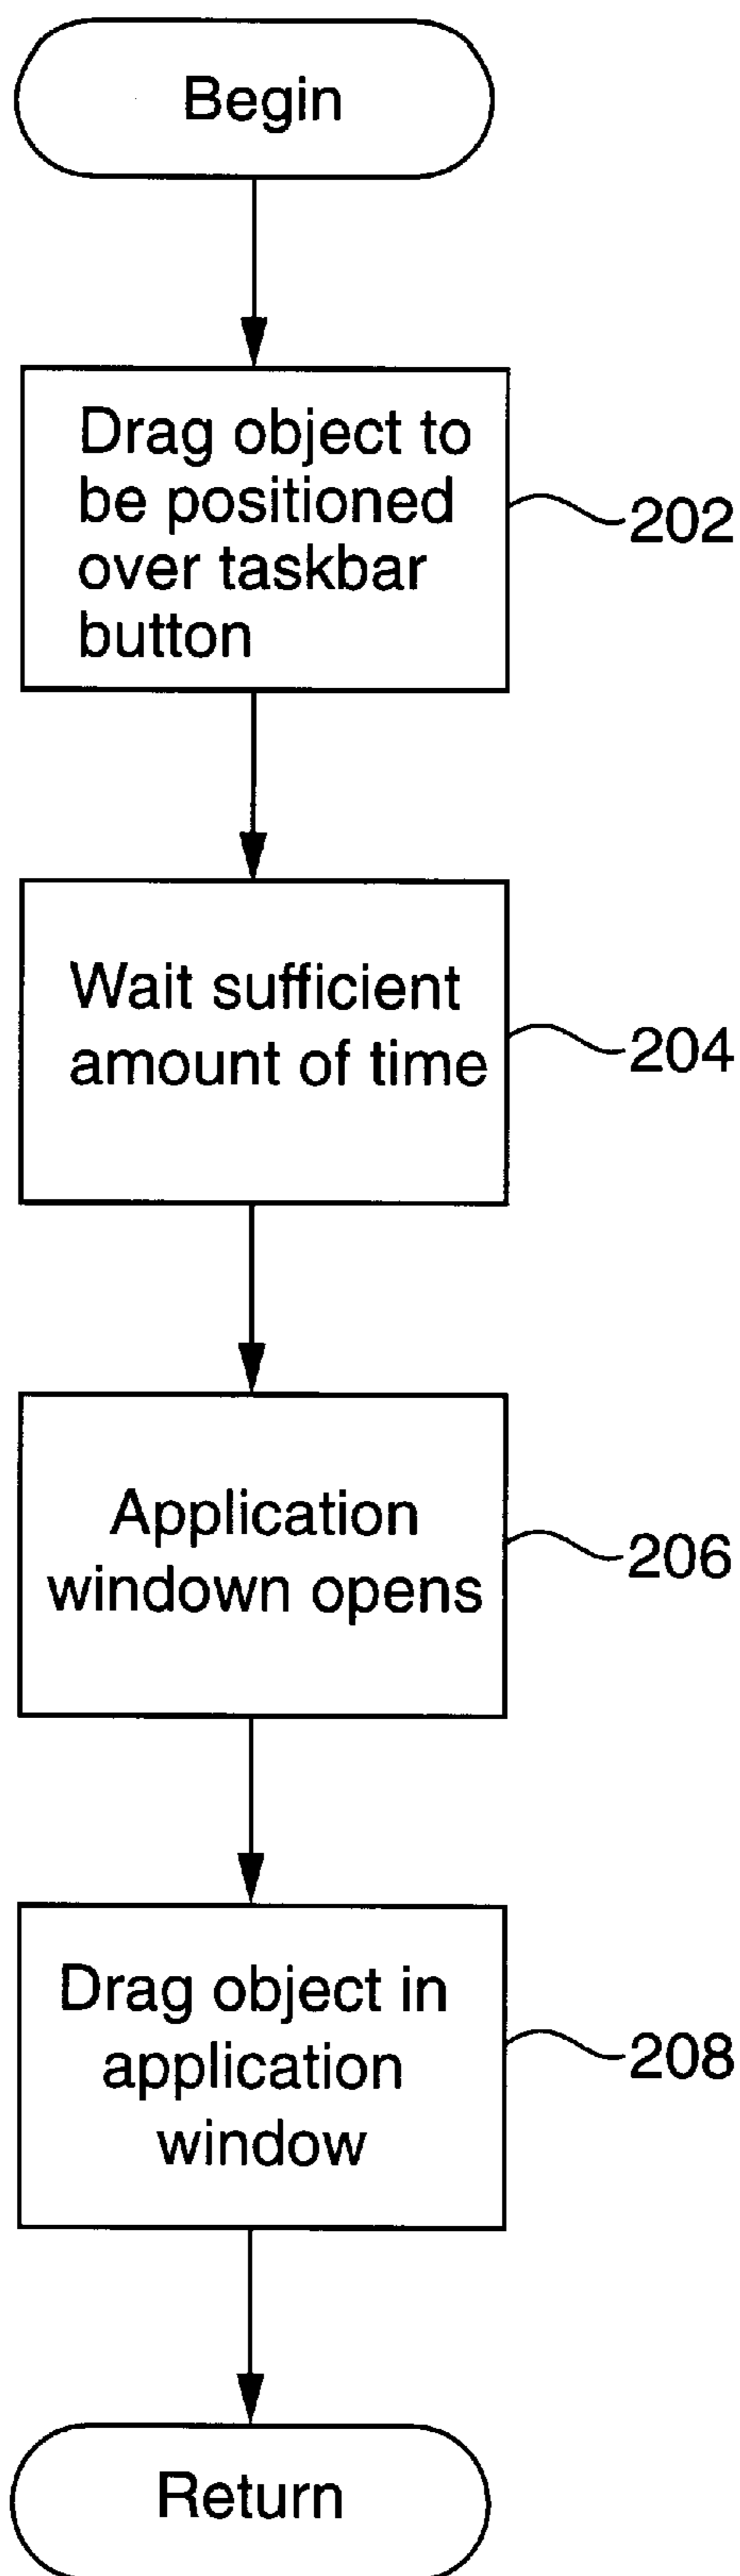 Begin
Drag object to
be positioned
over taskbar
button
202
Wait sufficient
amount of time
204
Application
windown opens
206
Drag object in
application
window
208
Return